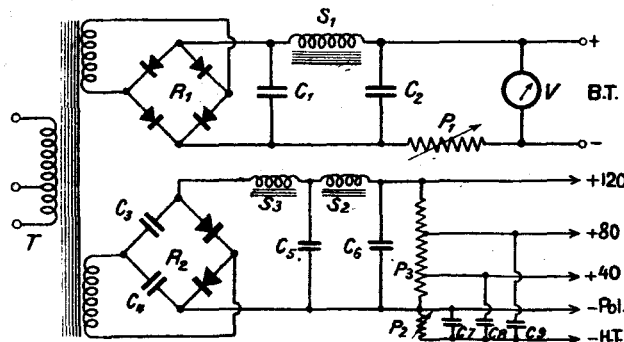 S1
+
R1
C1
C2
V
B.T.
P1
-
T
C3
+120
S3
S2
+80
R2
C5
C6
P3
+40
C4
-Pol.
P2
C7
C8
C9
-H.T.